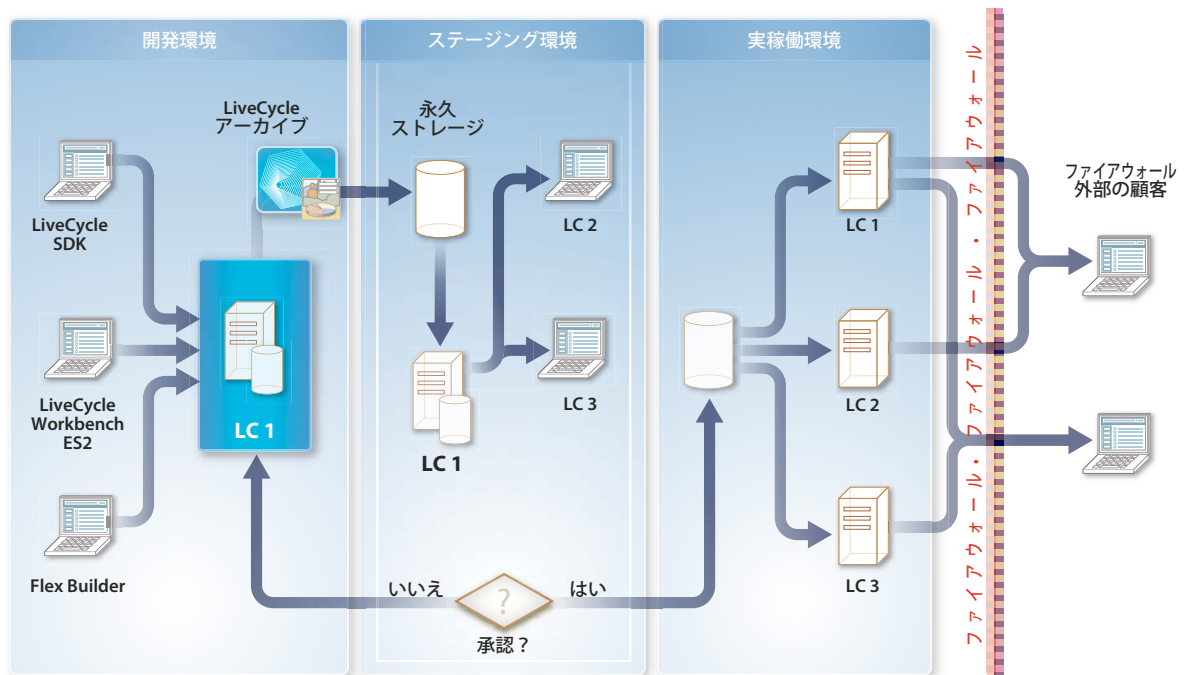 開発環境
LiveCycle
アーカイブ
LiveCycle
SDK
LiveCycle
Workbench
ES2
Flex Builder
LC 1
ステージング環境
永久
ストレージ
LC 2
LC 3
LC 1
いいえ
?
はい
承認？
実稼働環境
LC 1
LC 2
LC 3
ファイアウォール・ファイアウォール・ファイアウォール
ファイアウォール
外部の顧客